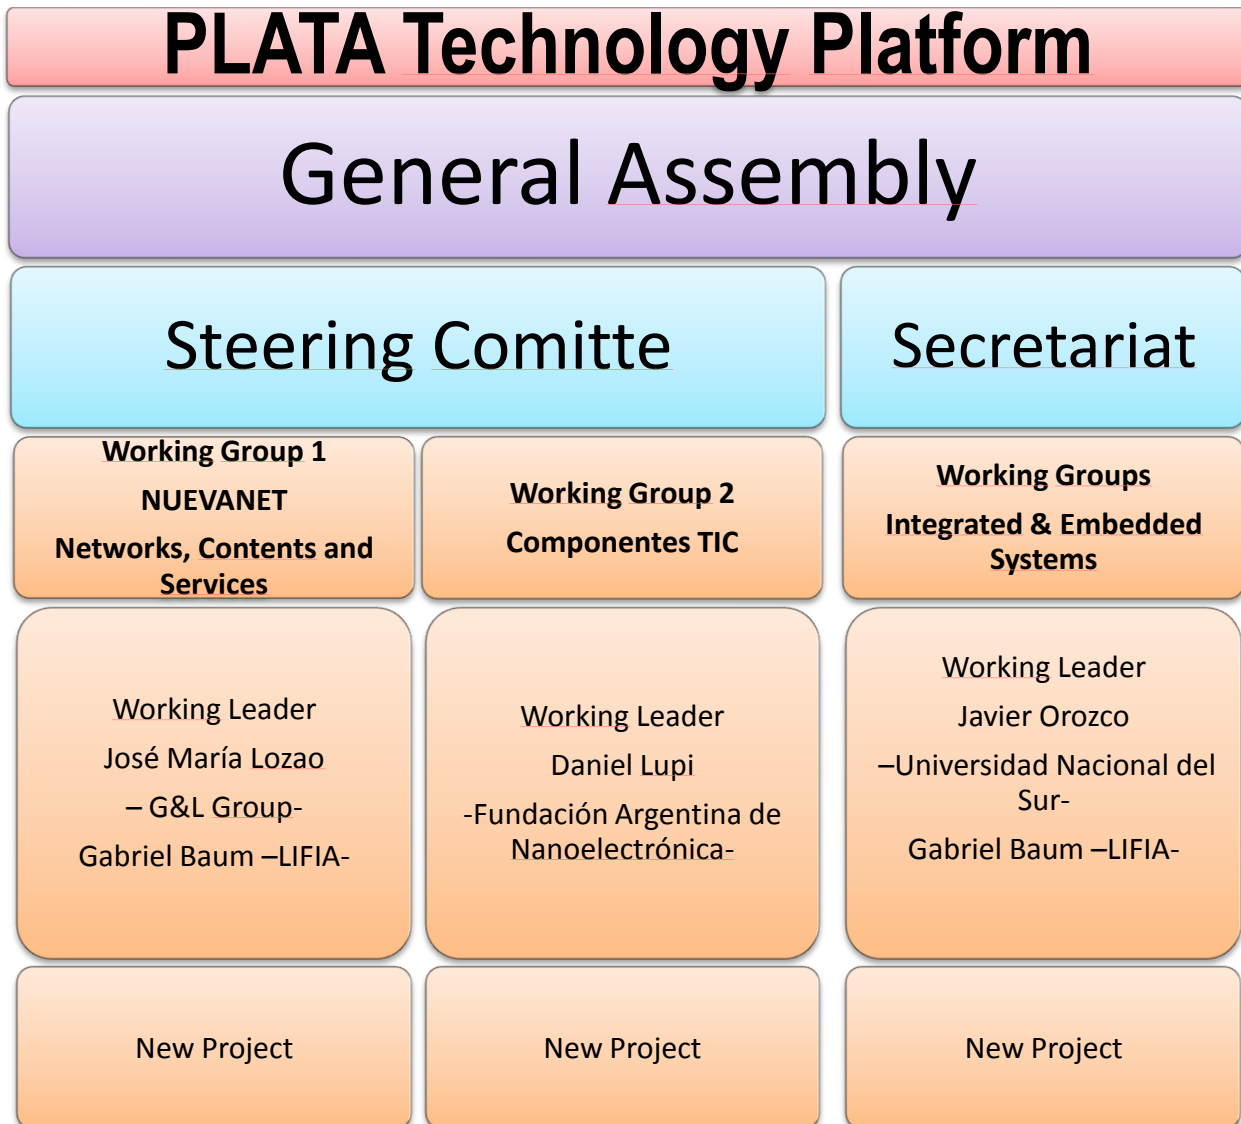 PLATA Technology Platform
General Assembly
Steering Comitte
Secretariat
Working Group 1
NUEVANET
Networks, Contents and
Services
Working Group 2
Componentes TIC
Working Groups
Integrated & Embedded
Systems
Working Leader
José María Lozao
– G&L Group-
Gabriel Baum –LIFIA-
Working Leader
Daniel Lupi
-Fundación Argentina de
Nanoelectrónica-
Working Leader
Javier Orozco
–Universidad Nacional del
Sur-
Gabriel Baum –LIFIA-
New Project
New Project
New Project